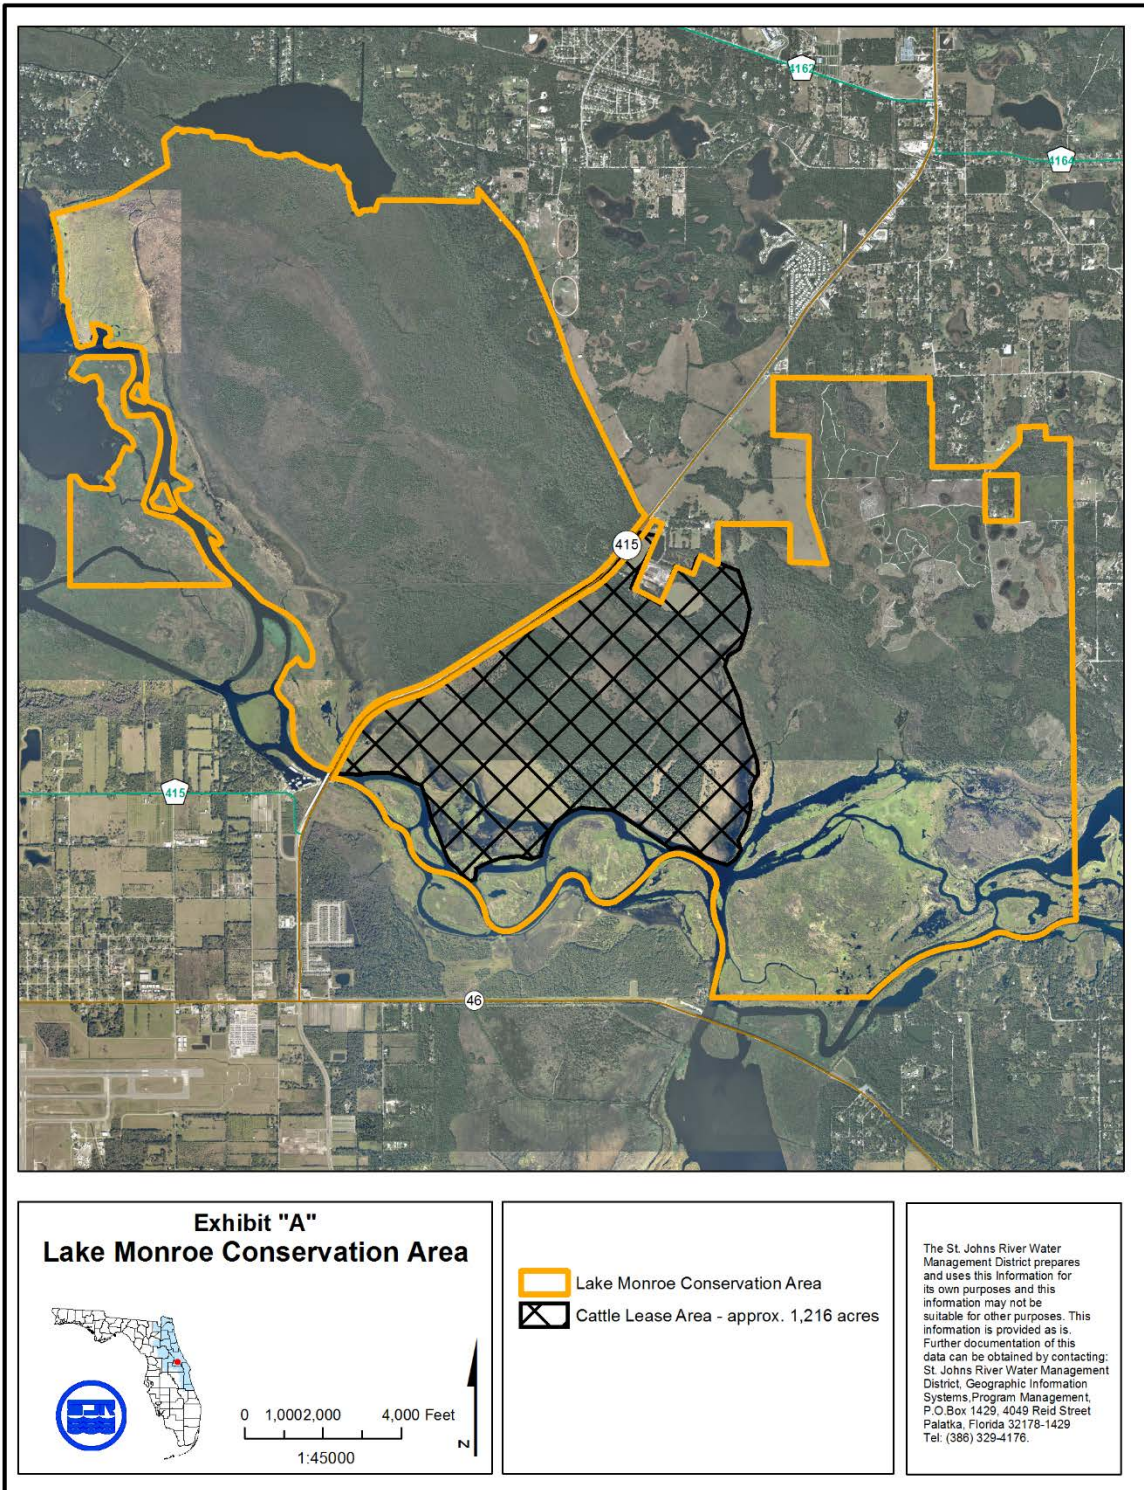 4162
4164
415
415
46
Exhibit "A"
Lake Monroe Conservation Area
0 1,0002,000 4,000 Feet
1:45000
N
Lake Monroe Conservation Area
Cattle Lease Area - approx. 1,216 acres
The St. Johns River Water
Management District prepares
and uses this Information for
its own purposes and this
information may not be
suitable for other purposes. This
information is provided as is.
Further documentation of this
data can be obtained by contacting:
St. Johns River Water Management
District, Geographic Information
Systems,Program Management,
P.O.Box 1429, 4049 Reid Street
Palatka, Florida 32178-1429
Tel: (386) 329-4176.